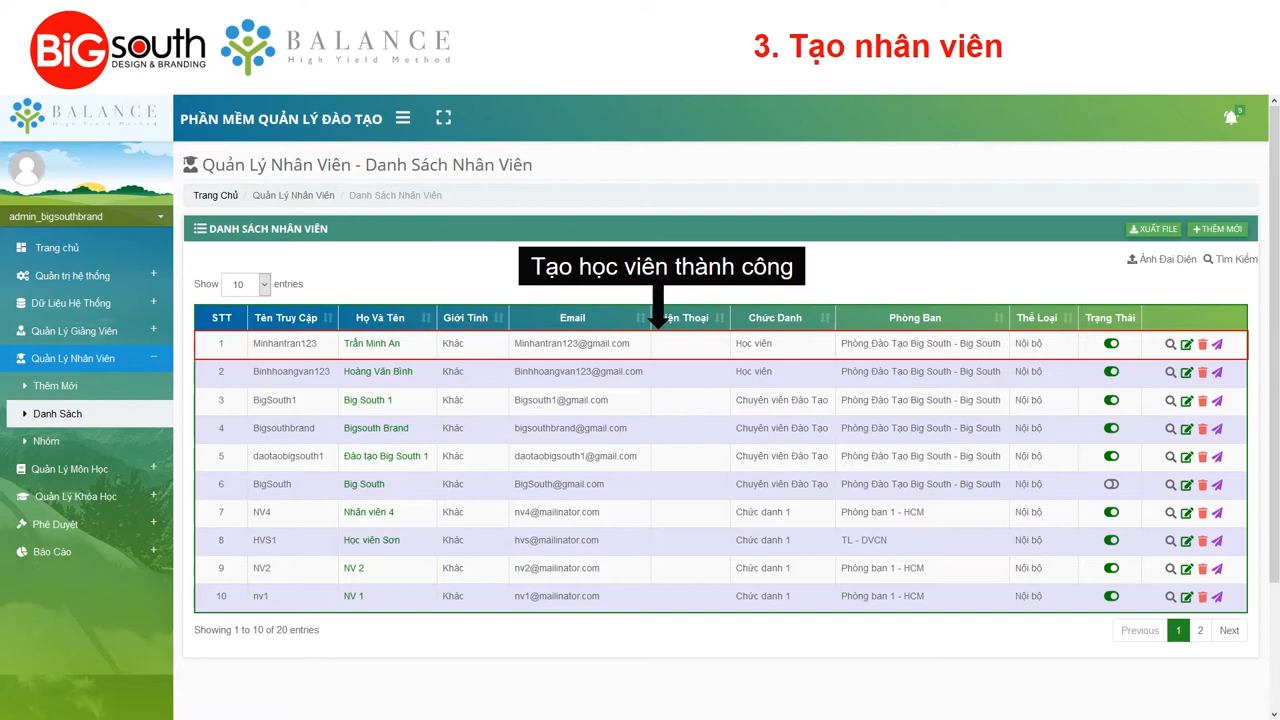 BiGSouth
DESIGN & BRANDING
BALANCE
High Yield Method
3. Tạo nhân viên
BALANCE
High Yield Method
PHẦN MỀM QUẢN LÝ ĐÀO TẠO
9
admin_bigsouthbrand
Trang chủ
Quản trị hệ thống +
Dữ Liệu Hệ Thống +
Quản Lý Giảng Viên +
Quản Lý Nhân Viên −
Thêm Mới
Danh Sách
Nhóm
Quản Lý Môn Học +
Quản Lý Khóa Học +
Phê Duyệt +
Báo Cáo +
Quản Lý Nhân Viên - Danh Sách Nhân Viên
Trang Chủ / Quản Lý Nhân Viên / Danh Sách Nhân Viên
DANH SÁCH NHÂN VIÊN
XUẤT FILE
+ THÊM MỚI
Tạo học viên thành công
Ảnh Đại Diện Tìm Kiếm
Show 10 entries
STT Tên Truy Cập Họ Và Tên Giới Tính Email ện Thoại Chức Danh Phòng Ban Thể Loại Trạng Thái
1 Minhantran123 Trần Minh An Khác Minhantran123@gmail.com Học viên Phòng Đào Tạo Big South - Big South Nội bộ
2 Binhhoangvan123 Hoàng Văn Bình Khác Binhhoangvan123@gmail.com Học viên Phòng Đào Tạo Big South - Big South Nội bộ
3 BigSouth1 Big South 1 Khác Bigsouth1@gmail.com Chuyên viên Đào Tạo Phòng Đào Tạo Big South - Big South Nội bộ
4 Bigsouthbrand Bigsouth Brand Khác bigsouthbrand@gmail.com Chuyên viên Đào Tạo Phòng Đào Tạo Big South - Big South Nội bộ
5 daotaobigsouth1 Đào tạo Big South 1 Khác daotaobigsouth1@gmail.com Chuyên viên Đào Tạo Phòng Đào Tạo Big South - Big South Nội bộ
6 BigSouth Big South Khác BigSouth@gmail.com Chuyên viên Đào Tạo Phòng Đào Tạo Big South - Big South Nội bộ
7 NV4 Nhân viên 4 Khác nv4@mailinator.com Chức danh 1 Phòng ban 1 - HCM Nội bộ
8 HVS1 Học viên Sơn Khác hvs@mailinator.com Chức danh 1 TL - DVCN Nội bộ
9 NV2 NV 2 Khác nv2@mailinator.com Chức danh 1 Phòng ban 1 - HCM Nội bộ
10 nv1 NV 1 Khác nv1@mailinator.com Chức danh 1 Phòng ban 1 - HCM Nội bộ
Showing 1 to 10 of 20 entries
Previous 1 2 Next